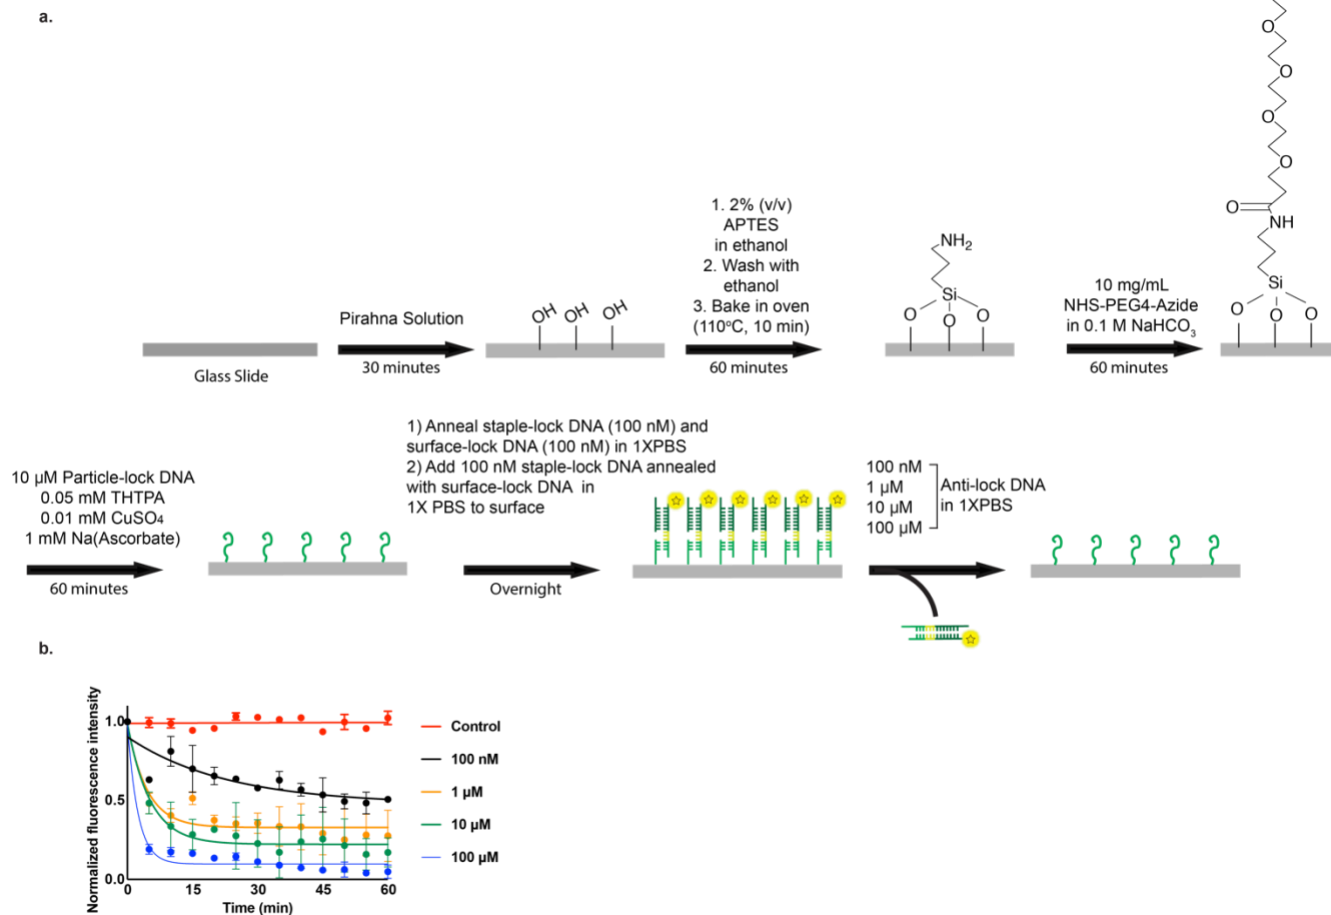 a.
O
O
O
O
O
NH
Si
O
O
O
1. 2% (v/v)
APTES
in ethanol
2. Wash with
ethanol
3. Bake in oven
(110°C, 10 min)
60 minutes
NH₂
Si
O
O
O
10 mg/mL
NHS-PEG4-Azide
in 0.1 M NaHCO₃
60 minutes
Pirahna Solution
30 minutes
OH
OH
OH
Glass Slide
10 µM Particle-lock DNA
0.05 mM THTPA
0.01 mM CuSO₄
1 mM Na(Ascorbate)
60 minutes
1) Anneal staple-lock DNA (100 nM) and
surface-lock DNA (100 nM) in 1XPBS
2) Add 100 nM staple-lock DNA annealed
with surface-lock DNA in
1X PBS to surface
Overnight
100 nM
1 µM
10 µM
100 µM
Anti-lock DNA
in 1XPBS
b.
Normalized fluorescence intensity
1.0
0.5
0.0
0 15 30 45 60
Time (min)
Control
100 nM
1 µM
10 µM
100 µM